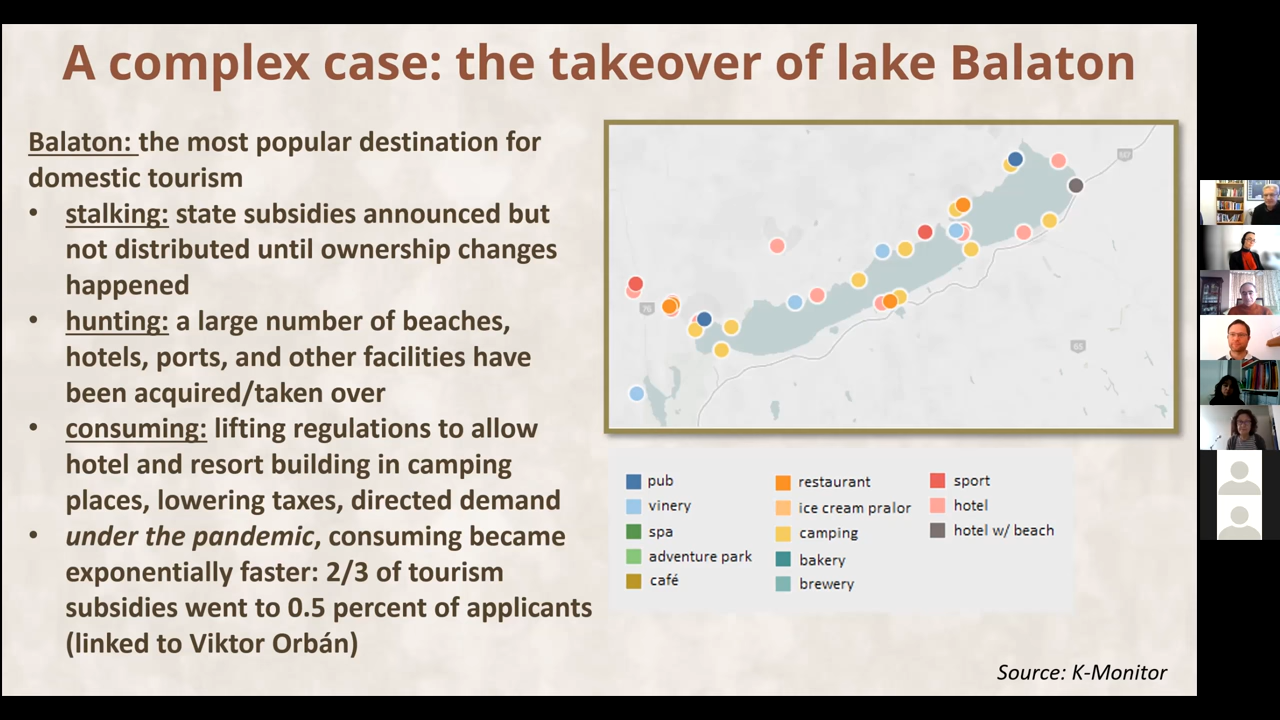 A complex case: the takeover of lake Balaton
Balaton: the most popular destination for
domestic tourism
• stalking: state subsidies announced but
not distributed until ownership changes
happened
• hunting: a large number of beaches,
hotels, ports, and other facilities have
been acquired/taken over
• consuming: lifting regulations to allow
hotel and resort building in camping
places, lowering taxes, directed demand
• under the pandemic, consuming became
exponentially faster: 2/3 of tourism
subsidies went to 0.5 percent of applicants
(linked to Viktor Orbán)
76
65
pub
vinery
spa
adventure park
café
restaurant
ice cream pralor
camping
bakery
brewery
sport
hotel
hotel w/ beach
Source: K-Monitor